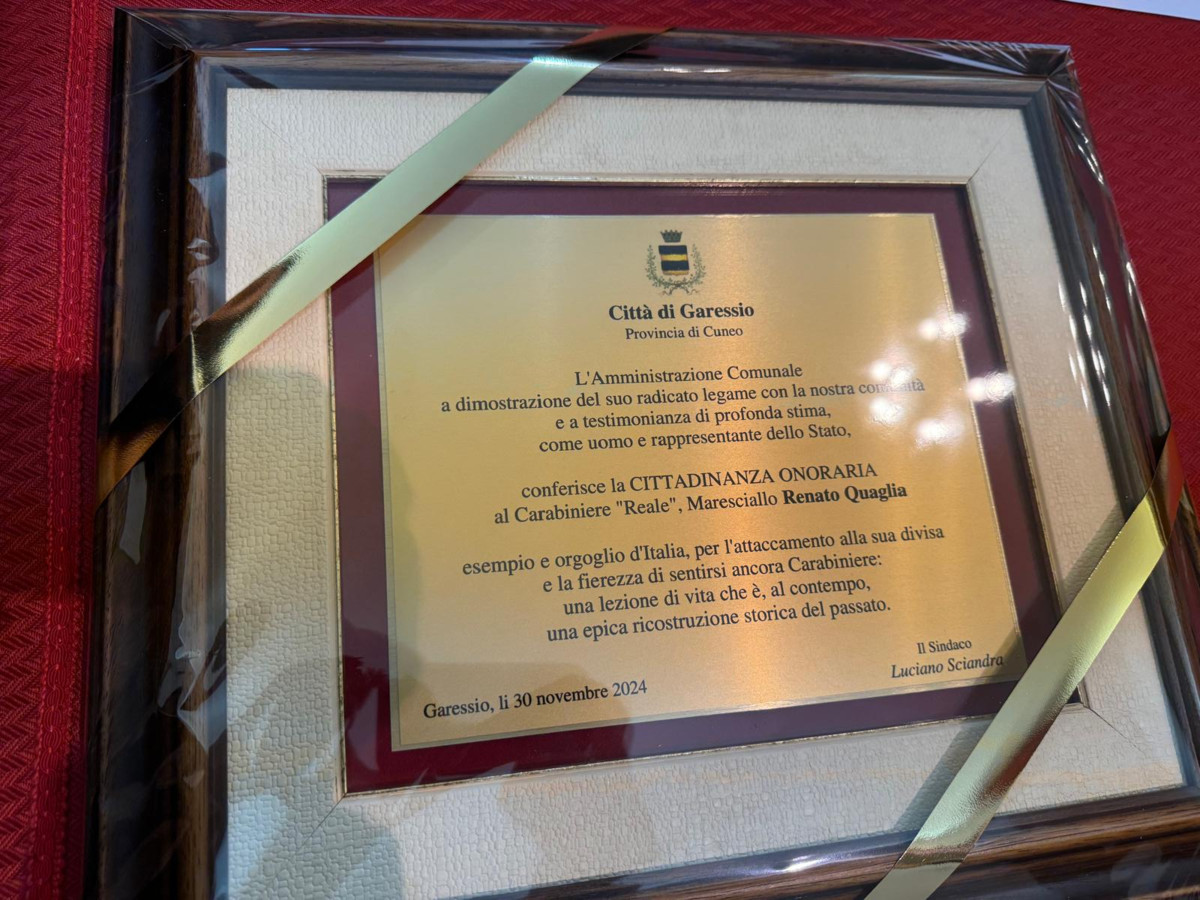 Città di Garessio
Provincia di Cuneo
L'Amministrazione Comunale
a dimostrazione del suo radicato legame con la nostra comunità
e a testimonianza di profonda stima,
come uomo e rappresentante dello Stato,
conferisce la CITTADINANZA ONORARIA
al Carabiniere "Reale", Maresciallo Renato Quaglia
esempio e orgoglio d'Italia, per l'attaccamento alla sua divisa
e la fierezza di sentirsi ancora Carabiniere:
una lezione di vita che è, al contempo,
una epica ricostruzione storica del passato.
Il Sindaco
Luciano Sciandra
Garessio, li 30 novembre 2024